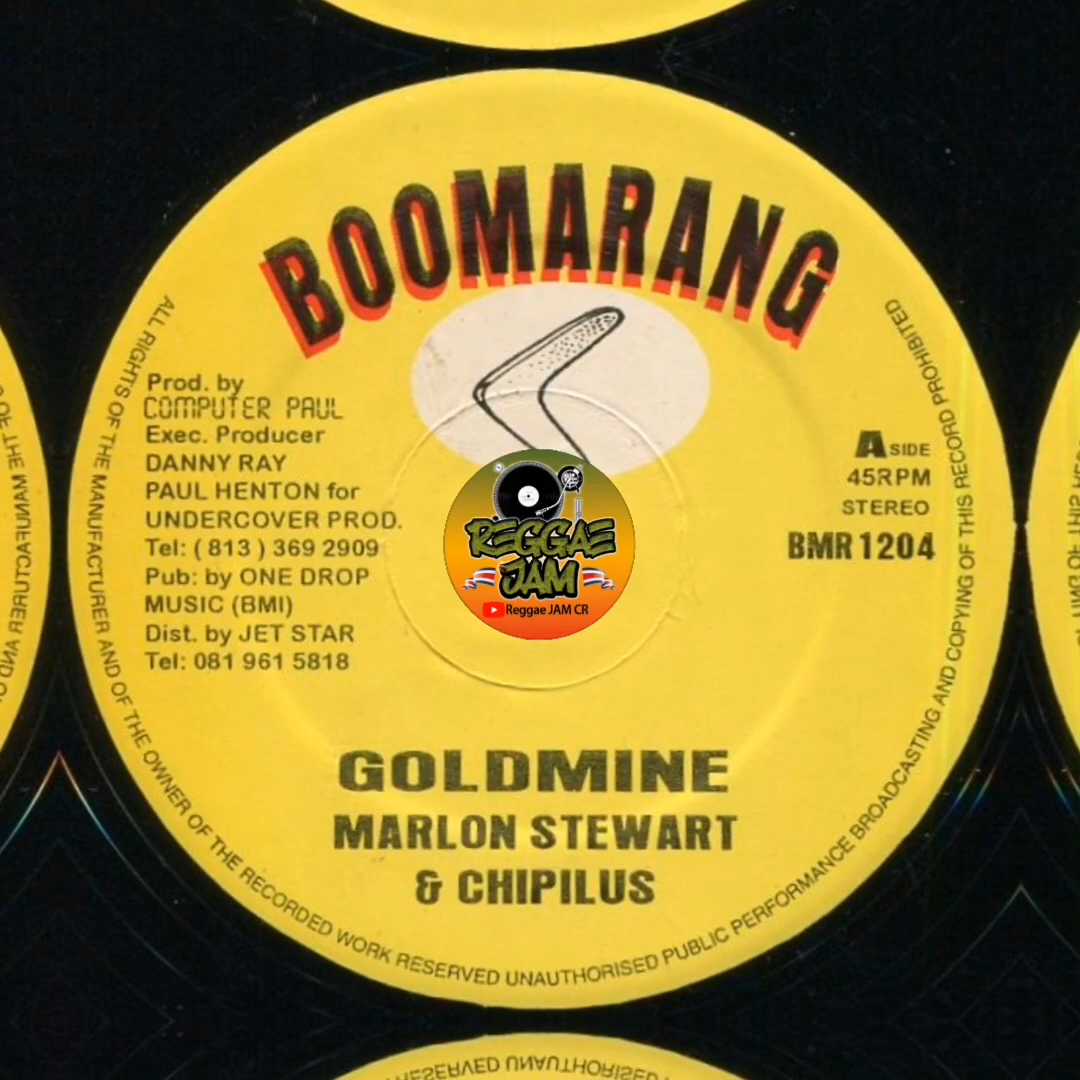 BOOMARANG
Prod. by
COMPUTER PAUL
Exec. Producer
DANNY RAY
PAUL HENTON for
UNDERCOVER PROD.
Tel: ( 813 ) 369 2909
Pub: by ONE DROP
MUSIC (BMI)
Dist. by JET STAR
Tel: 081 961 5818
A SIDE
45RPM
STEREO
BMR 1204
REGGAE
JAM
Reggae JAM CR
GOLDMINE
MARLON STEWART
& CHIPILUS
ALL RIGHTS OF THE MANUFACTURER AND OF THE OWNER OF THE RECORDED WORK RESERVED UNAUTHORISED PUBLIC PERFORMANCE BROADCASTING AND COPYING OF THIS RECORD PROHIBITED